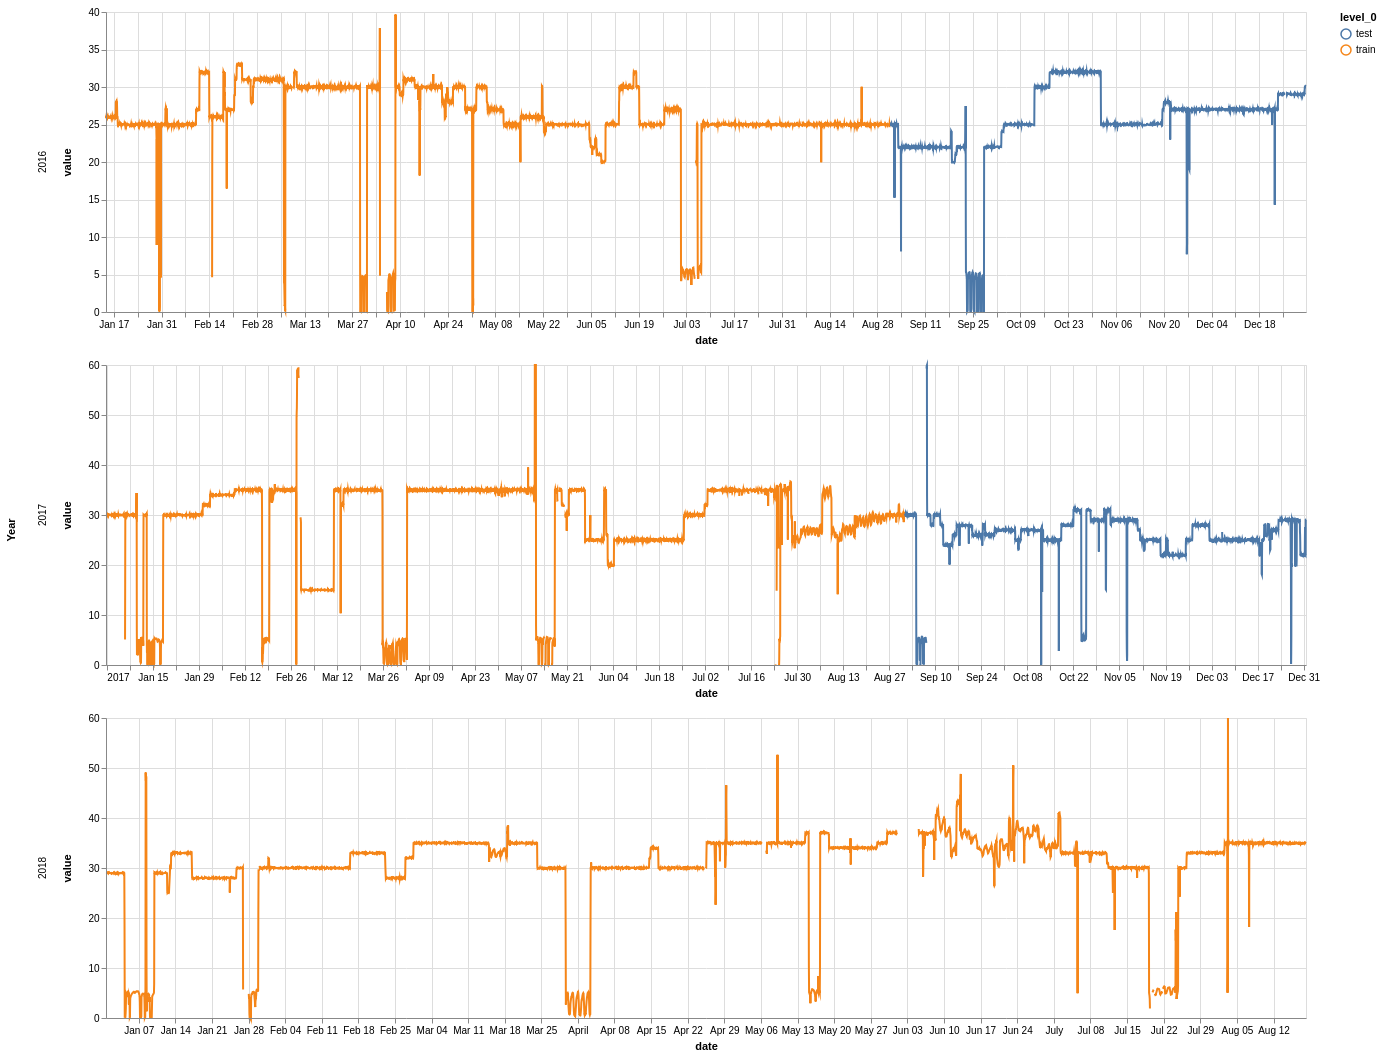 level_0
test
train
40
35
30
25
20
15
10
5
0
2016
value
Jan 17 Jan 31 Feb 14 Feb 28 Mar 13 Mar 27 Apr 10 Apr 24 May 08 May 22 Jun 05 Jun 19 Jul 03 Jul 17 Jul 31 Aug 14 Aug 28 Sep 11 Sep 25 Oct 09 Oct 23 Nov 06 Nov 20 Dec 04 Dec 18
date
60
50
40
30
20
10
0
Year
2017
value
2017 Jan 15 Jan 29 Feb 12 Feb 26 Mar 12 Mar 26 Apr 09 Apr 23 May 07 May 21 Jun 04 Jun 18 Jul 02 Jul 16 Jul 30 Aug 13 Aug 27 Sep 10 Sep 24 Oct 08 Oct 22 Nov 05 Nov 19 Dec 03 Dec 17 Dec 31
date
60
50
40
30
20
10
0
2018
value
Jan 07 Jan 14 Jan 21 Jan 28 Feb 04 Feb 11 Feb 18 Feb 25 Mar 04 Mar 11 Mar 18 Mar 25 April Apr 08 Apr 15 Apr 22 Apr 29 May 06 May 13 May 20 May 27 Jun 03 Jun 10 Jun 17 Jun 24 July Jul 08 Jul 15 Jul 22 Jul 29 Aug 05 Aug 12
date